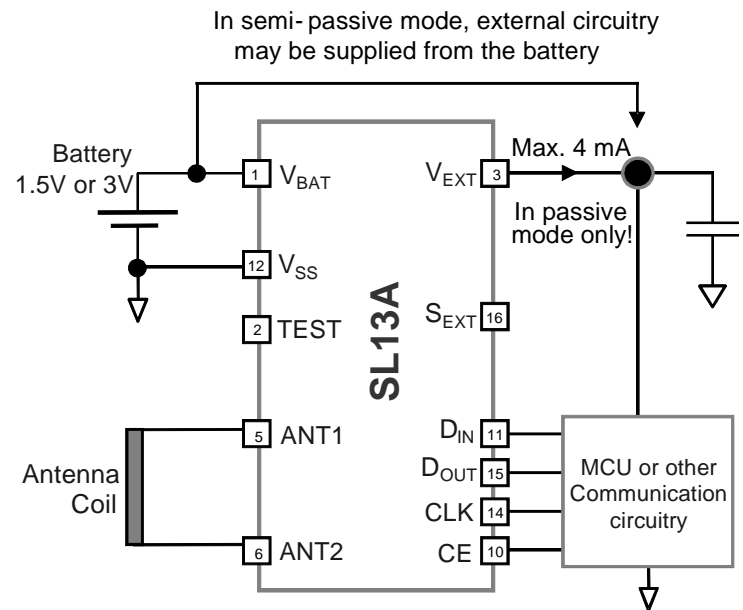 In semi-passive mode, external circuitry
may be supplied from the battery
Battery
1.5V or 3V
Max. 4 mA
1 VBAT
VEXT 3
In passive
mode only!
12 VSS
2 TEST
SEXT 16
SL13A
5 ANT1
DIN 11
Antenna
Coil
DOUT 15
MCU or other
Communication
circuitry
CLK 14
6 ANT2
CE 10